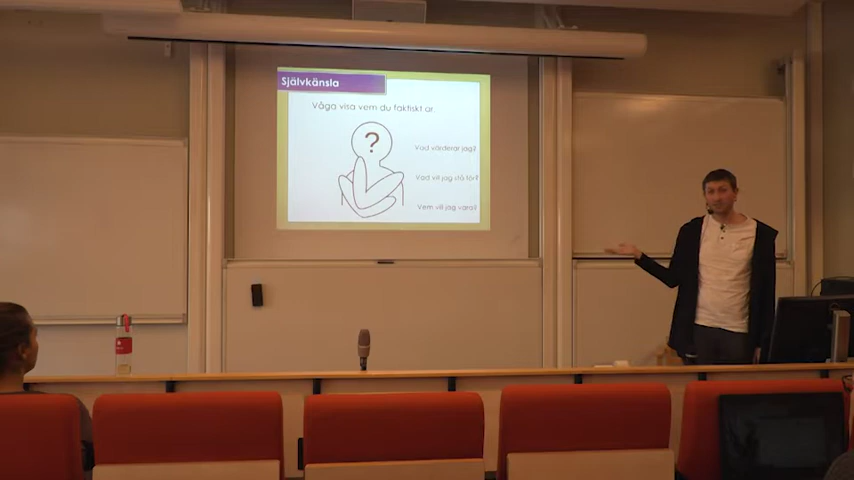 Självkänsla
Våga visa vem du faktiskt är
?
Vad värderar jag?
Vad vill jag stå för?
Vem vill jag vara?